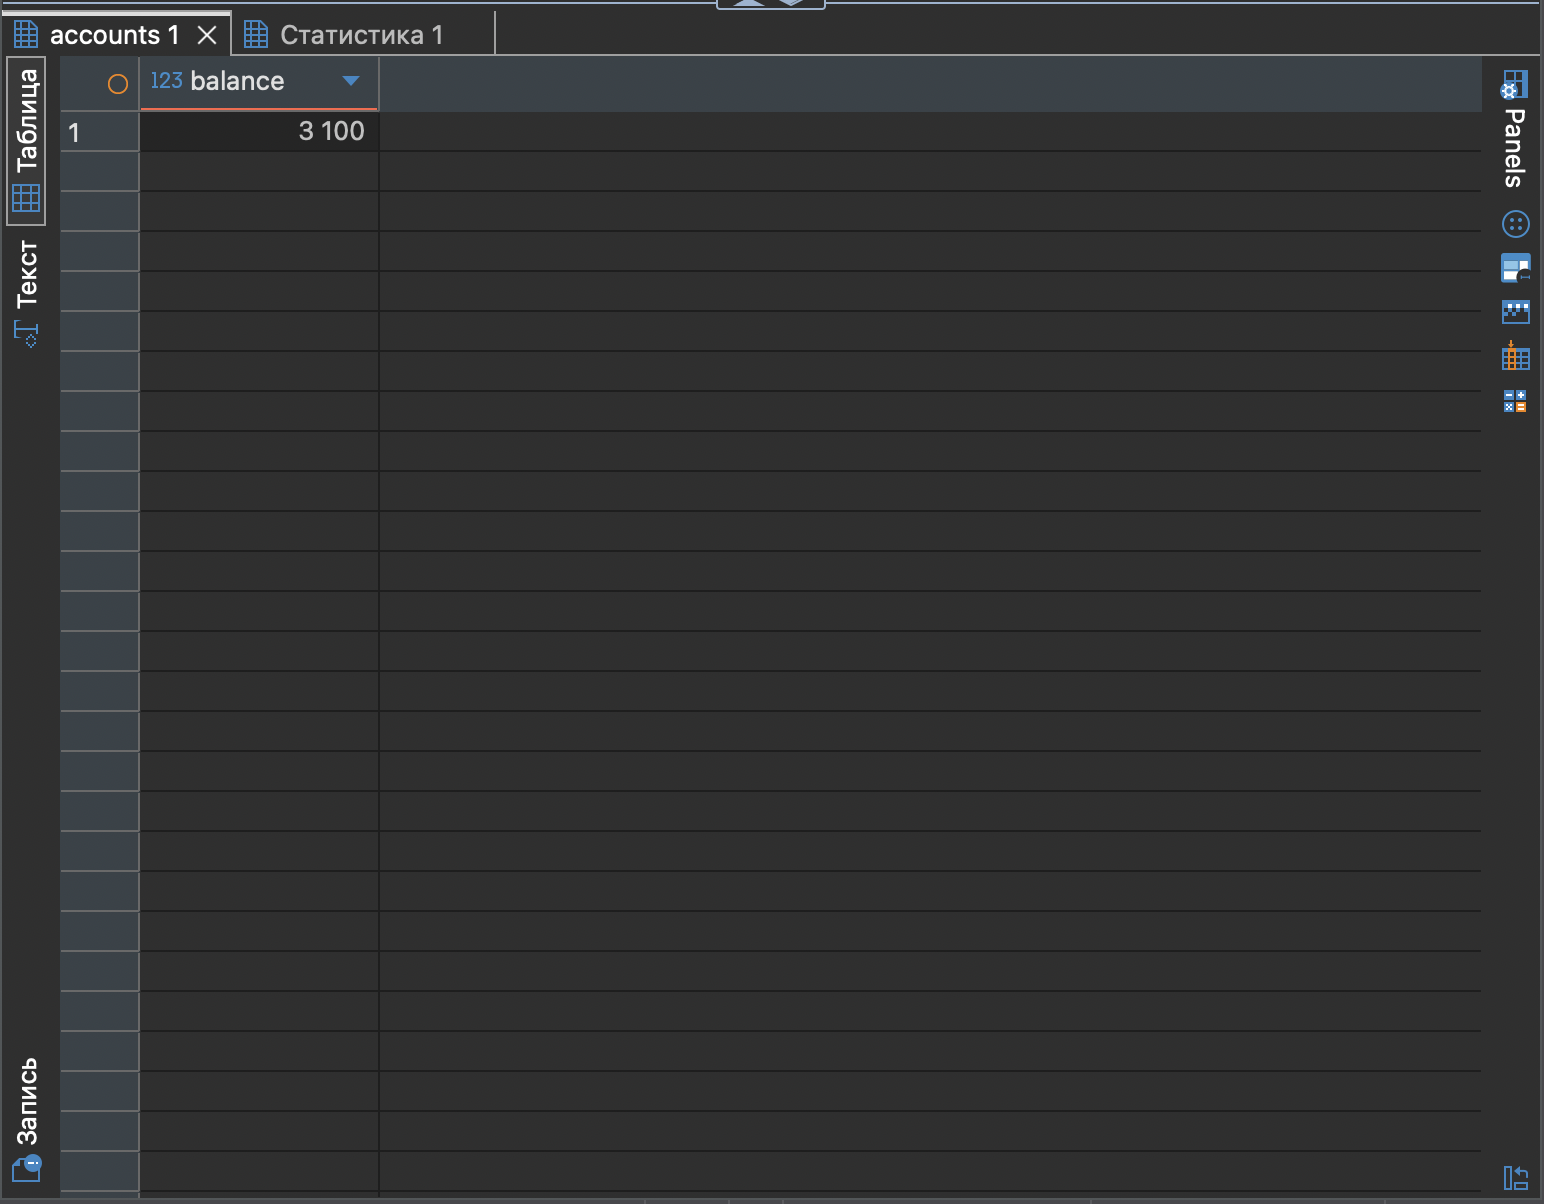 accounts 1
Статистика 1
Таблица
Текст
Запись
123 balance
1
3 100
Panels